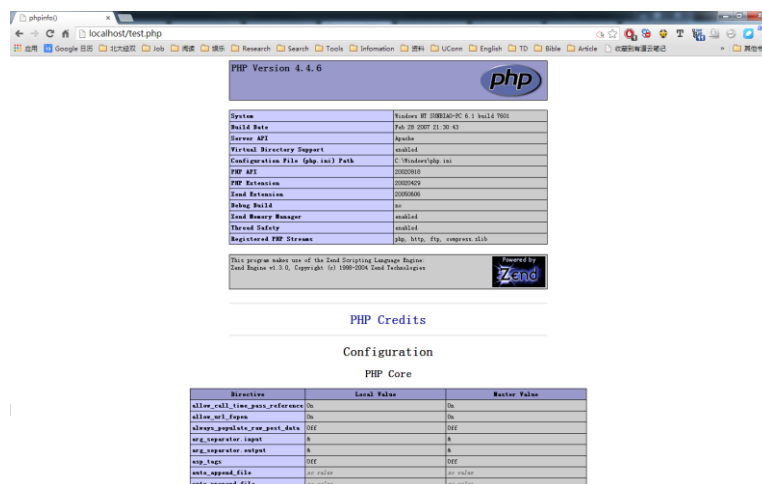 phpinfo()
localhost/test.php
应用 Google 日历 北大经双 Job 阅读 娱乐 Research Search Tools Infomation 资料 UConn English TD Bible Article 收藏到有道云笔记
PHP Version 4.4.6
php
System Windows NT SUNBIAO-PC 6.1 build 7601
Build Date Feb 28 2007 21:30:43
Server API Apache
Virtual Directory Support enabled
Configuration File (php.ini) Path C:\Windows\php.ini
PHP API 20020918
PHP Extension 20020429
Zend Extension 20050606
Debug Build no
Zend Memory Manager enabled
Thread Safety enabled
Registered PHP Streams php, http, ftp, compress.zlib
This program makes use of the Zend Scripting Language Engine:
Zend Engine v1.3.0, Copyright (c) 1998-2004 Zend Technologies
Powered by
Zend
PHP Credits
Configuration
PHP Core
Directive Local Value Master Value
allow_call_time_pass_reference On On
allow_url_fopen On On
always_populate_raw_post_data Off Off
arg_separator.input & &
arg_separator.output & &
asp_tags Off Off
auto_append_file no value no value